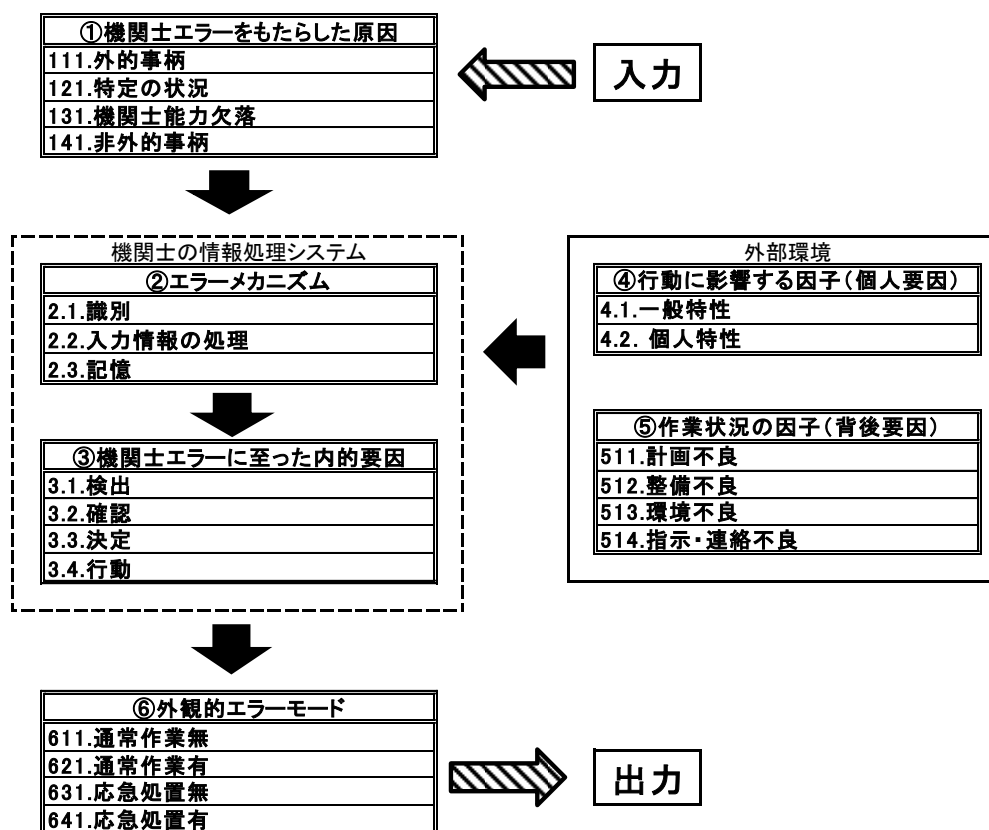 ①機関士エラーをもたらした原因
111.外的事柄
121.特定の状況
131.機関士能力欠落
141.非外的事柄
入力
機関士の情報処理システム
②エラーメカニズム
2.1.識別
2.2.入力情報の処理
2.3.記憶
③機関士エラーに至った内的要因
3.1.検出
3.2.確認
3.3.決定
3.4.行動
外部環境
④行動に影響する因子(個人要因)
4.1.一般特性
4.2. 個人特性
⑤作業状況の因子(背後要因)
511.計画不良
512.整備不良
513.環境不良
514.指示・連絡不良
⑥外観的エラーモード
611.通常作業無
621.通常作業有
631.応急処置無
641.応急処置有
出力